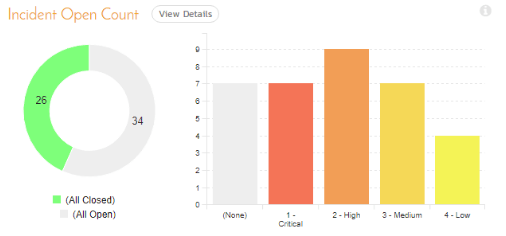 Incident Open Count
View Details
26
34
(All Closed)
(All Open)
9
8
7
6
5
4
3
2
1
0
(None)
1 -
Critical
2 - High
3 - Medium
4 - Low